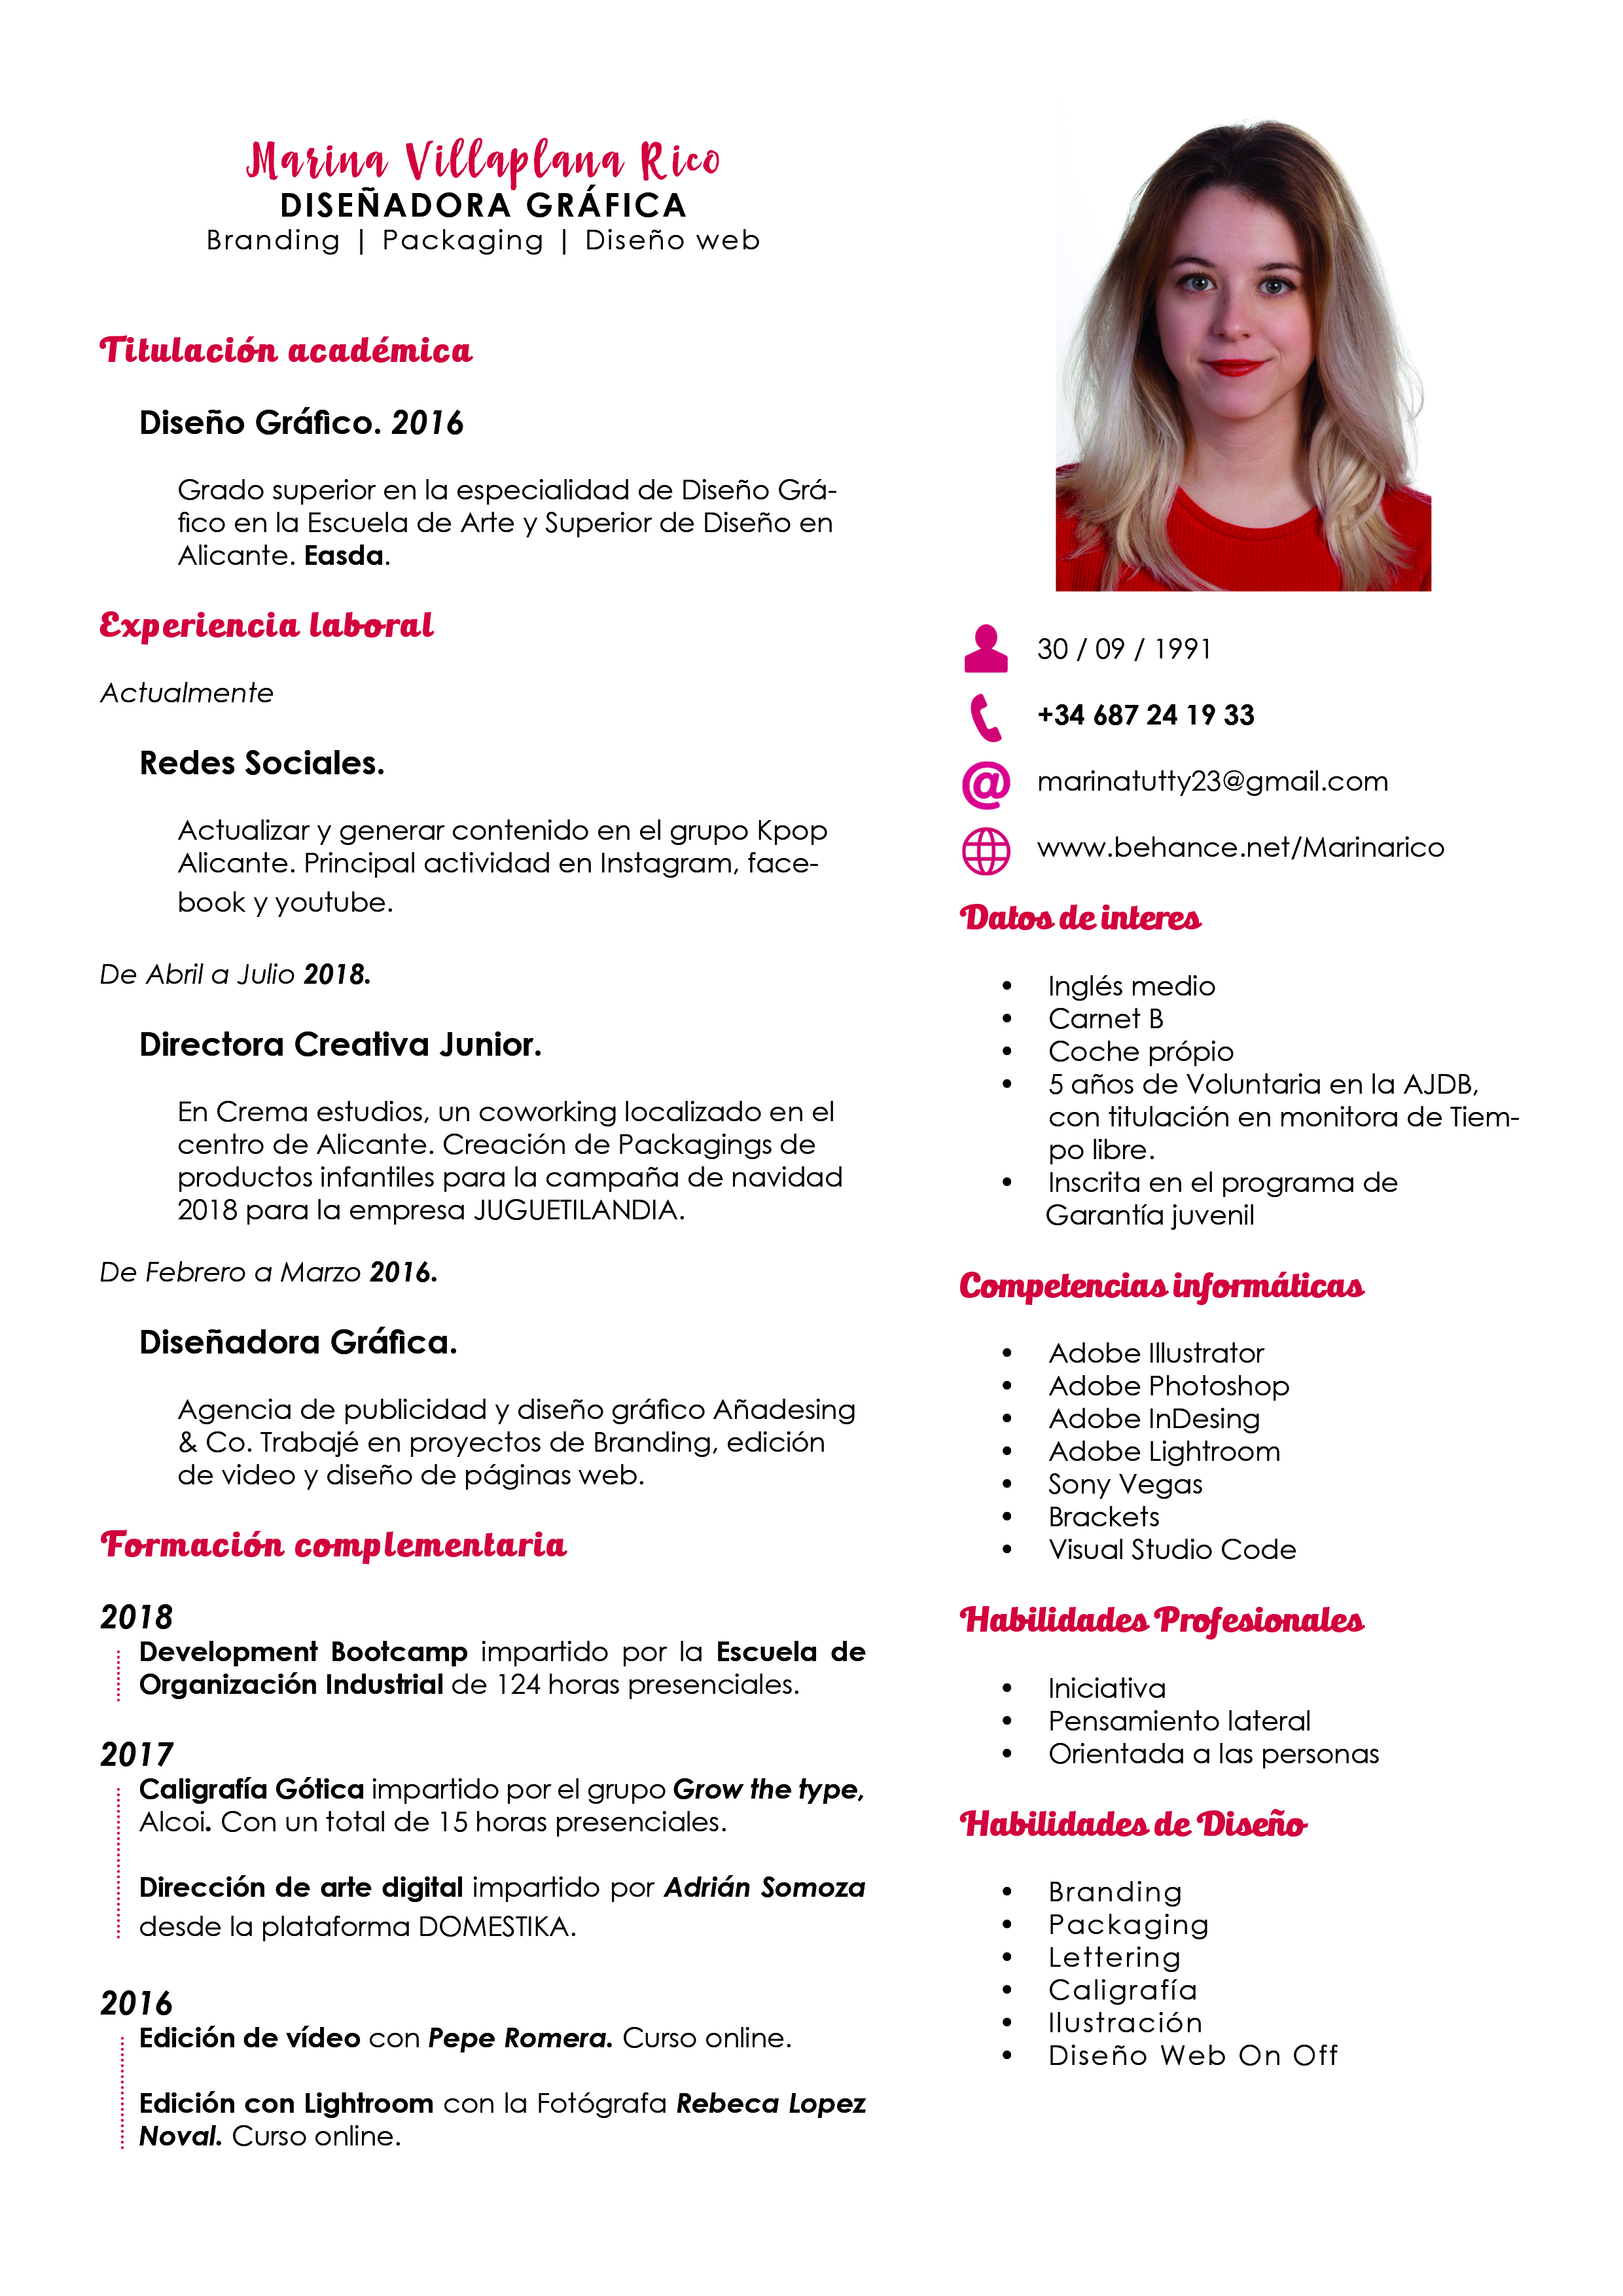 Marina Villaplana Rico
DISEÑADORA GRÁFICA
Branding | Packaging | Diseño web
Titulación académica
Diseño Gráfico. 2016
Grado superior en la especialidad de Diseño Grá-
fico en la Escuela de Arte y Superior de Diseño en
Alicante. Easda.
Experiencia laboral
Actualmente
Redes Sociales.
Actualizar y generar contenido en el grupo Kpop
Alicante. Principal actividad en Instagram, face-
book y youtube.
De Abril a Julio 2018.
Directora Creativa Junior.
En Crema estudios, un coworking localizado en el
centro de Alicante. Creación de Packagings de
productos infantiles para la campaña de navidad
2018 para la empresa JUGUETILANDIA.
De Febrero a Marzo 2016.
Diseñadora Gráfica.
Agencia de publicidad y diseño gráfico Añadesing
& Co. Trabajé en proyectos de Branding, edición
de video y diseño de páginas web.
Formación complementaria
2018
Development Bootcamp impartido por la Escuela de
Organización Industrial de 124 horas presenciales.
2017
Caligrafía Gótica impartido por el grupo Grow the type,
Alcoi. Con un total de 15 horas presenciales.
Dirección de arte digital impartido por Adrián Somoza
desde la plataforma DOMESTIKA.
2016
Edición de vídeo con Pepe Romera. Curso online.
Edición con Lightroom con la Fotógrafa Rebeca Lopez
Noval. Curso online.
30 / 09 / 1991
+34 687 24 19 33
@ marinatutty23@gmail.com
www.behance.net/Marinarico
Datos de interes
• Inglés medio
• Carnet B
• Coche própio
• 5 años de Voluntaria en la AJDB,
con titulación en monitora de Tiem-
po libre.
• Inscrita en el programa de
Garantía juvenil
Competencias informáticas
• Adobe Illustrator
• Adobe Photoshop
• Adobe InDesing
• Adobe Lightroom
• Sony Vegas
• Brackets
• Visual Studio Code
Habilidades Profesionales
• Iniciativa
• Pensamiento lateral
• Orientada a las personas
Habilidades de Diseño
• Branding
• Packaging
• Lettering
• Caligrafía
• Ilustración
• Diseño Web On Off